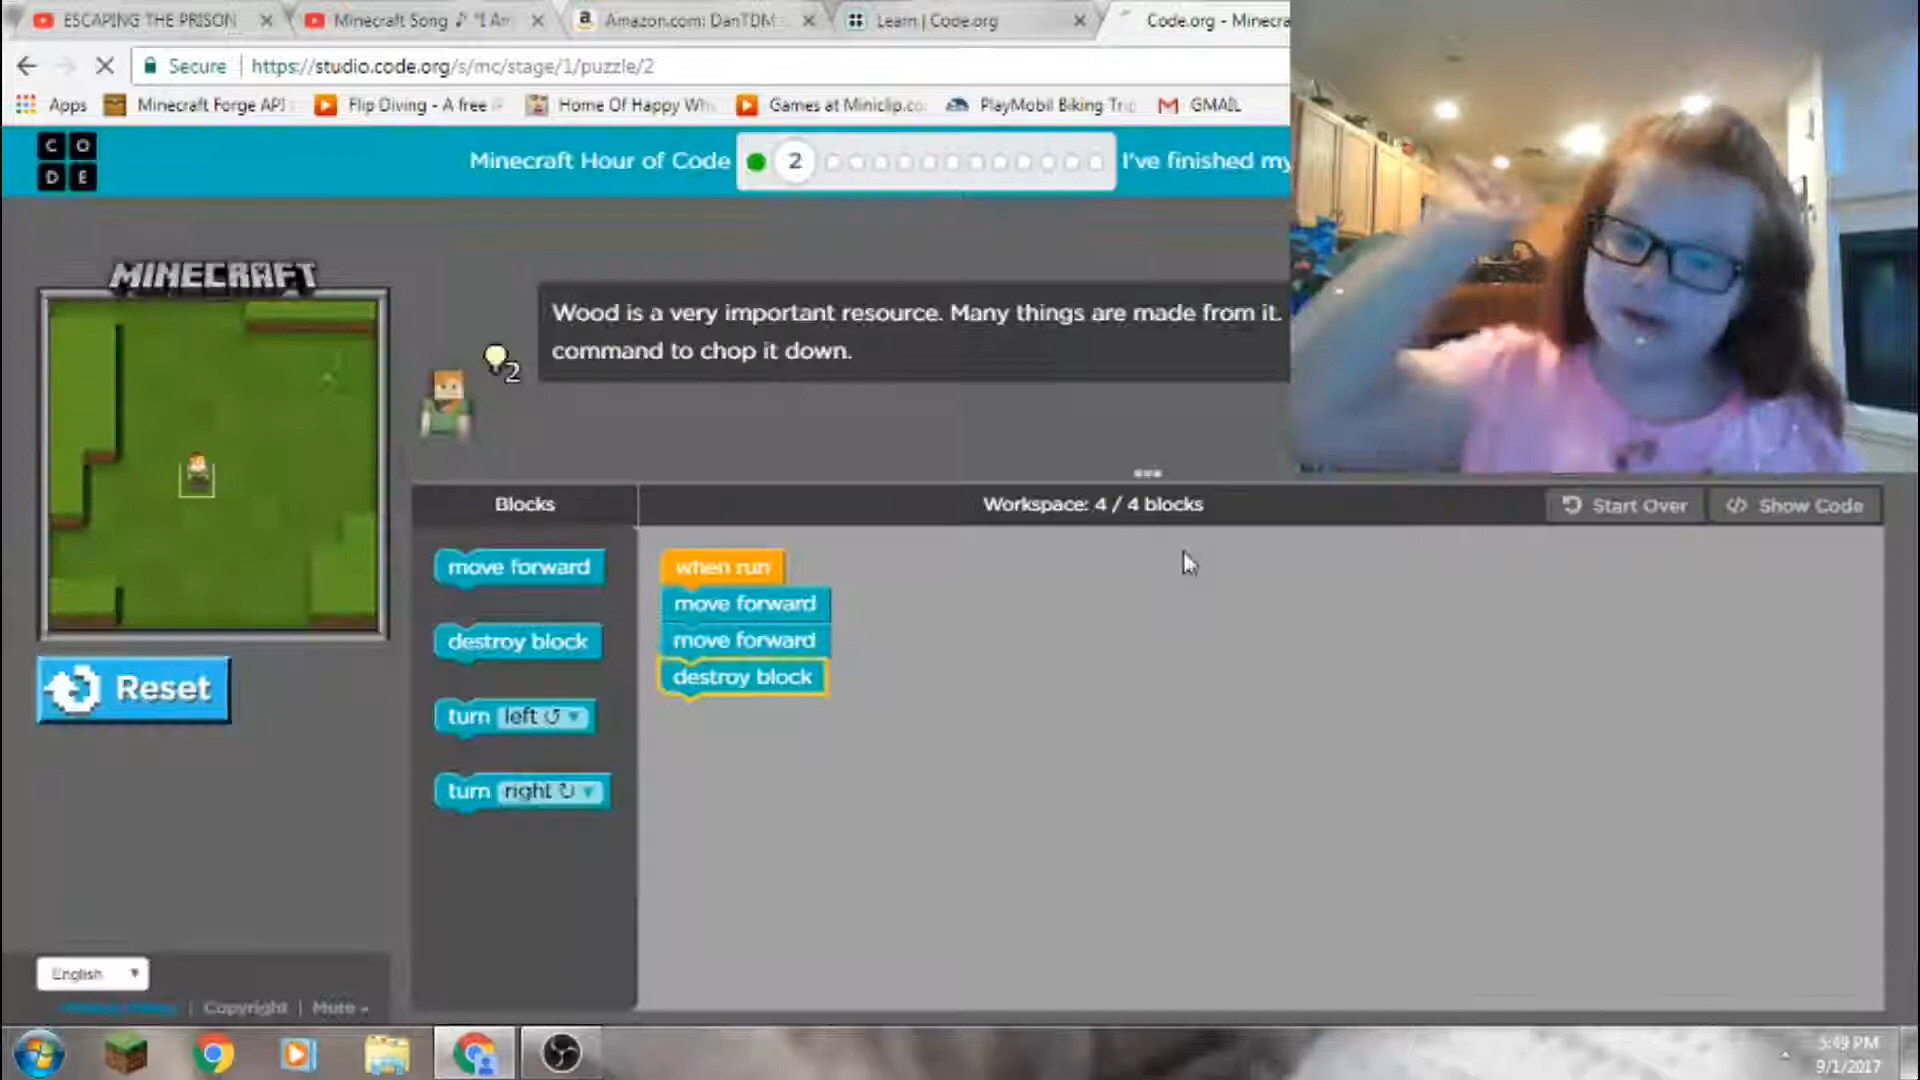 ESCAPING THE PRISON
Minecraft Song ♪ "I Am
Amazon.com: DanTDM
Learn | Code.org
Code.org - Minecra
Secure | https://studio.code.org/s/mc/stage/1/puzzle/2
Apps
Minecraft Forge API
Flip Diving - A free
Home Of Happy Wh
Games at Miniclip.co
PlayMobil Biking Trip
GMAIL
CODE
Minecraft Hour of Code
2
I've finished my
MINECRAFT
2
Wood is a very important resource. Many things are made from it.
command to chop it down.
Blocks
Workspace: 4 / 4 blocks
Start Over
Show Code
move forward
destroy block
turn left
turn right
when run
move forward
move forward
destroy block
Reset
English
Copyright
More
5:49 PM
9/1/2017